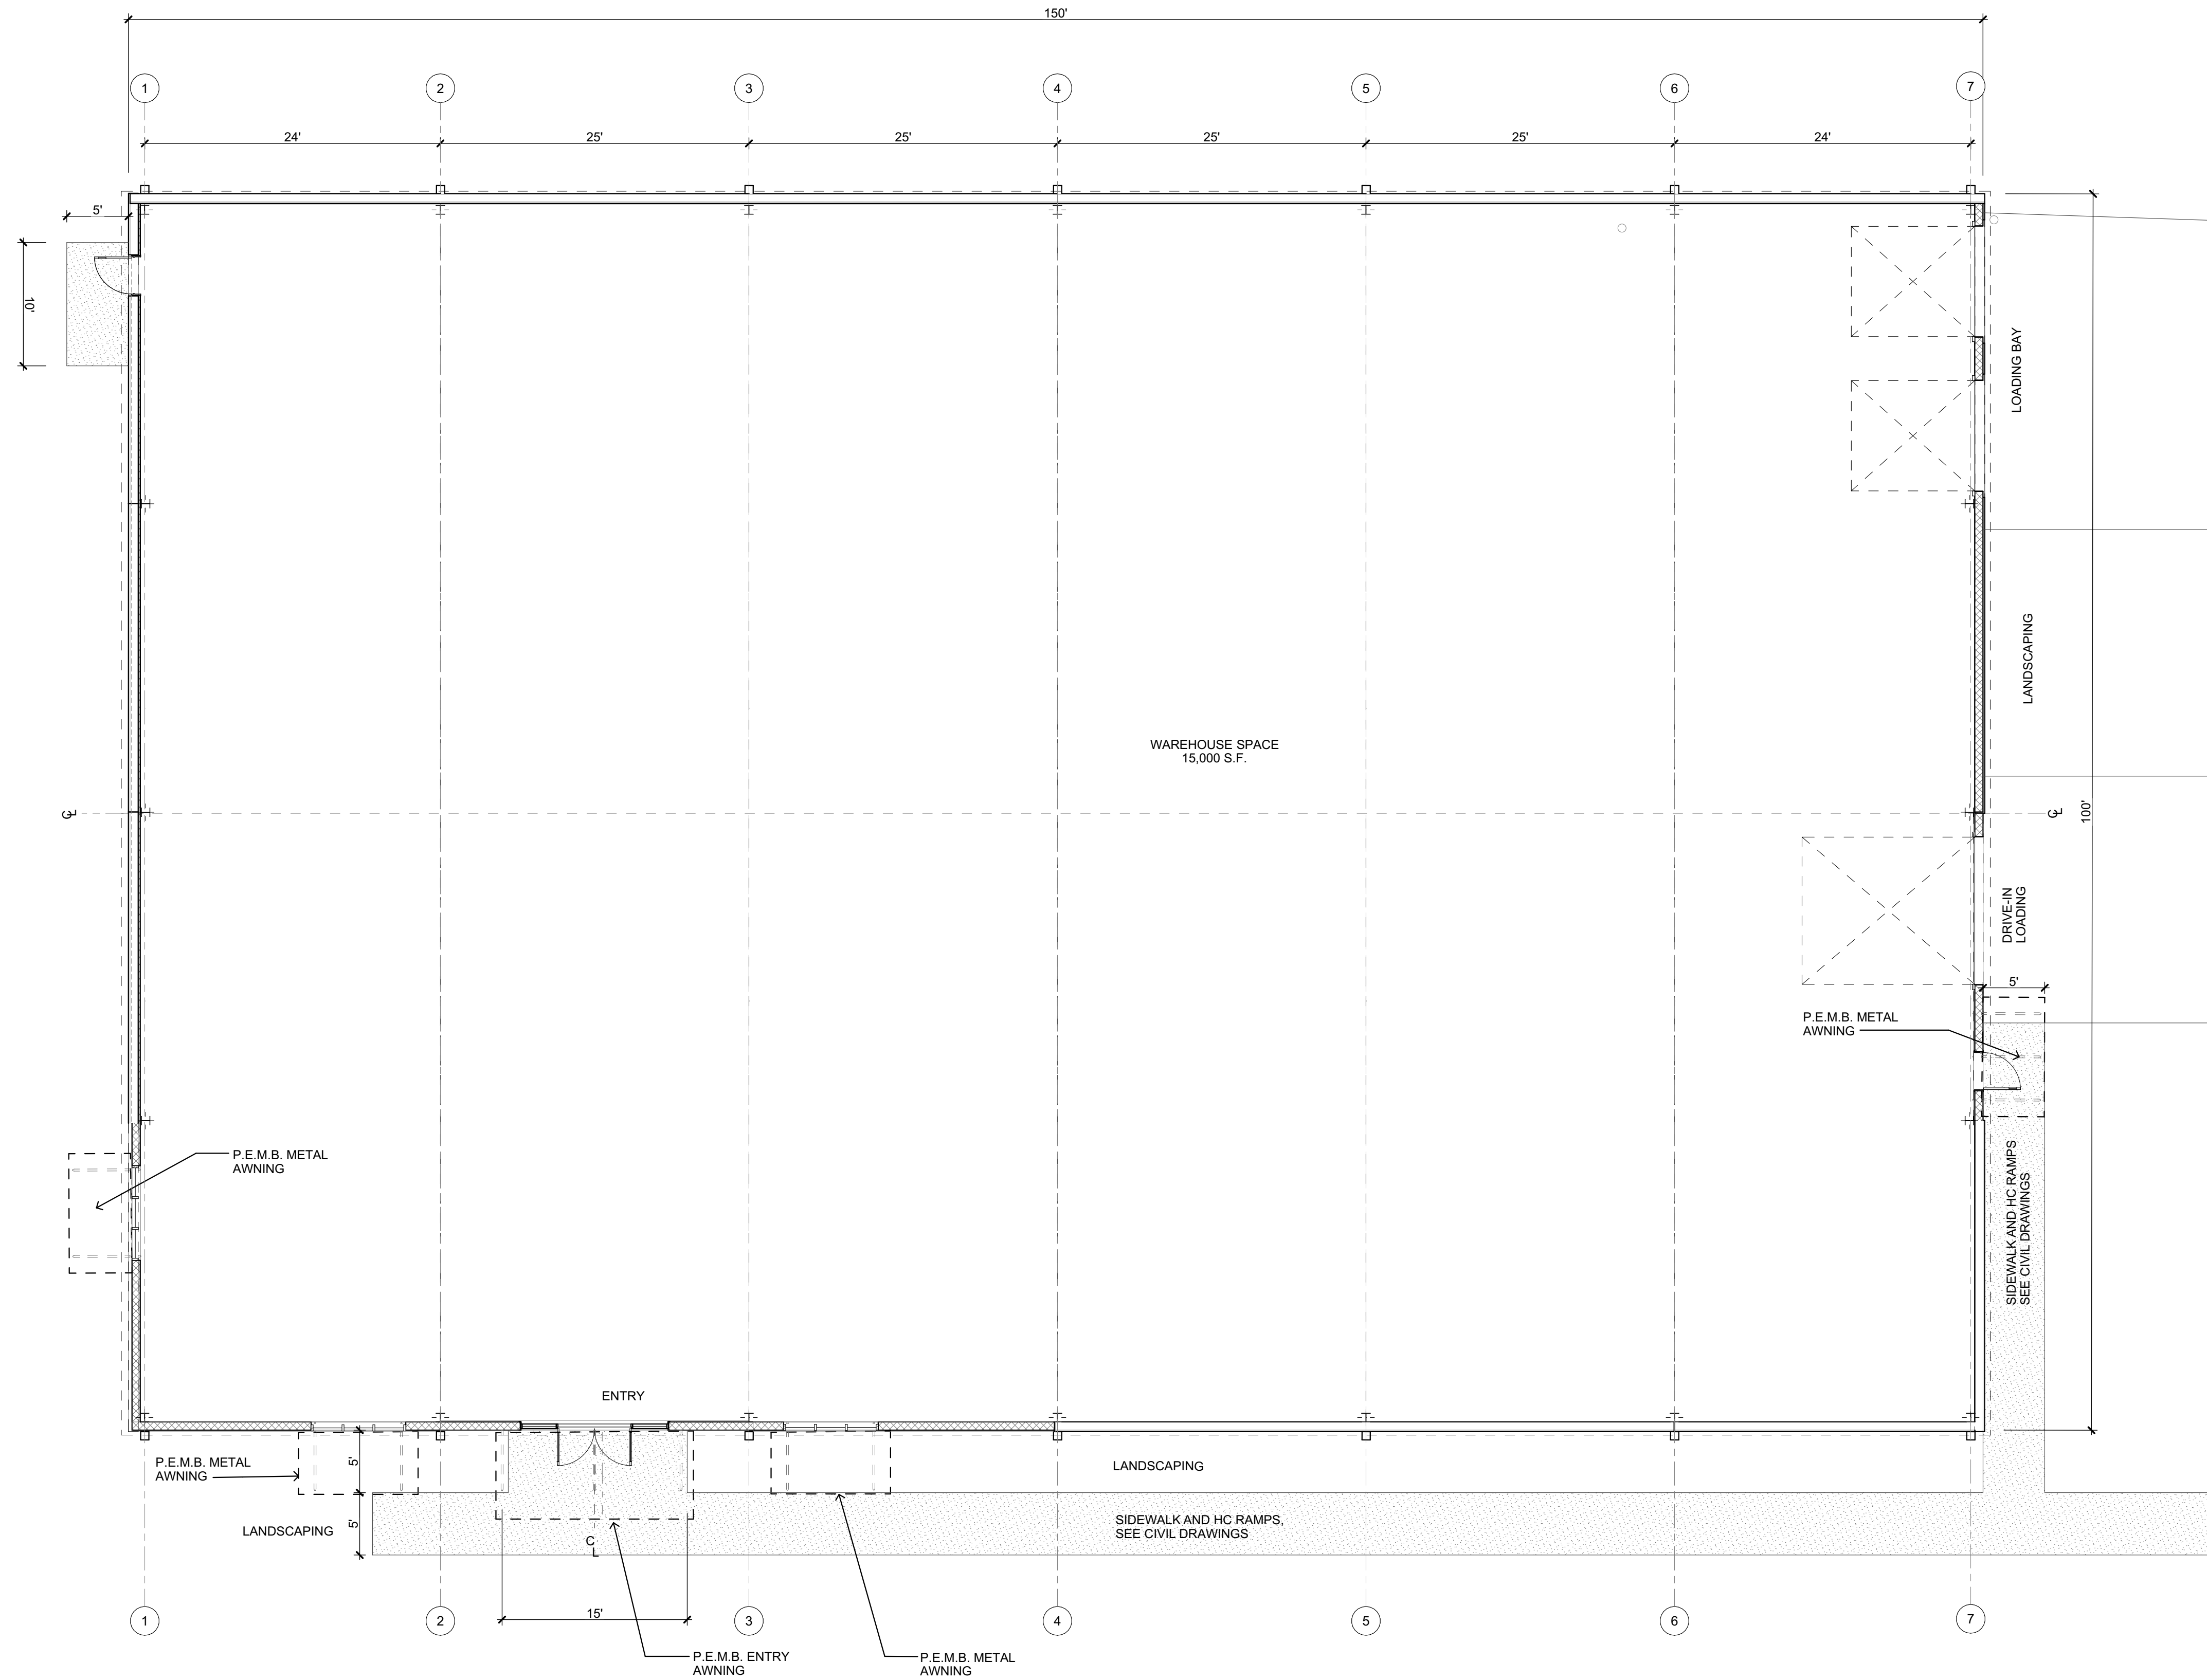 150'
1
2
3
4
5
6
7
24'
25'
25'
25'
25'
24'
5'
10'
LOADING BAY
LANDSCAPING
WAREHOUSE SPACE
15,000 S.F.
CL
CL
100'
DRIVE-IN
LOADING
5'
P.E.M.B. METAL
AWNING
P.E.M.B. METAL
AWNING
SIDEWALK AND HC RAMPS
SEE CIVIL DRAWINGS
ENTRY
P.E.M.B. METAL
AWNING
5'
LANDSCAPING
5'
LANDSCAPING
SIDEWALK AND HC RAMPS,
SEE CIVIL DRAWINGS
CL
15'
1
2
3
4
5
6
7
P.E.M.B. ENTRY
AWNING
P.E.M.B. METAL
AWNING